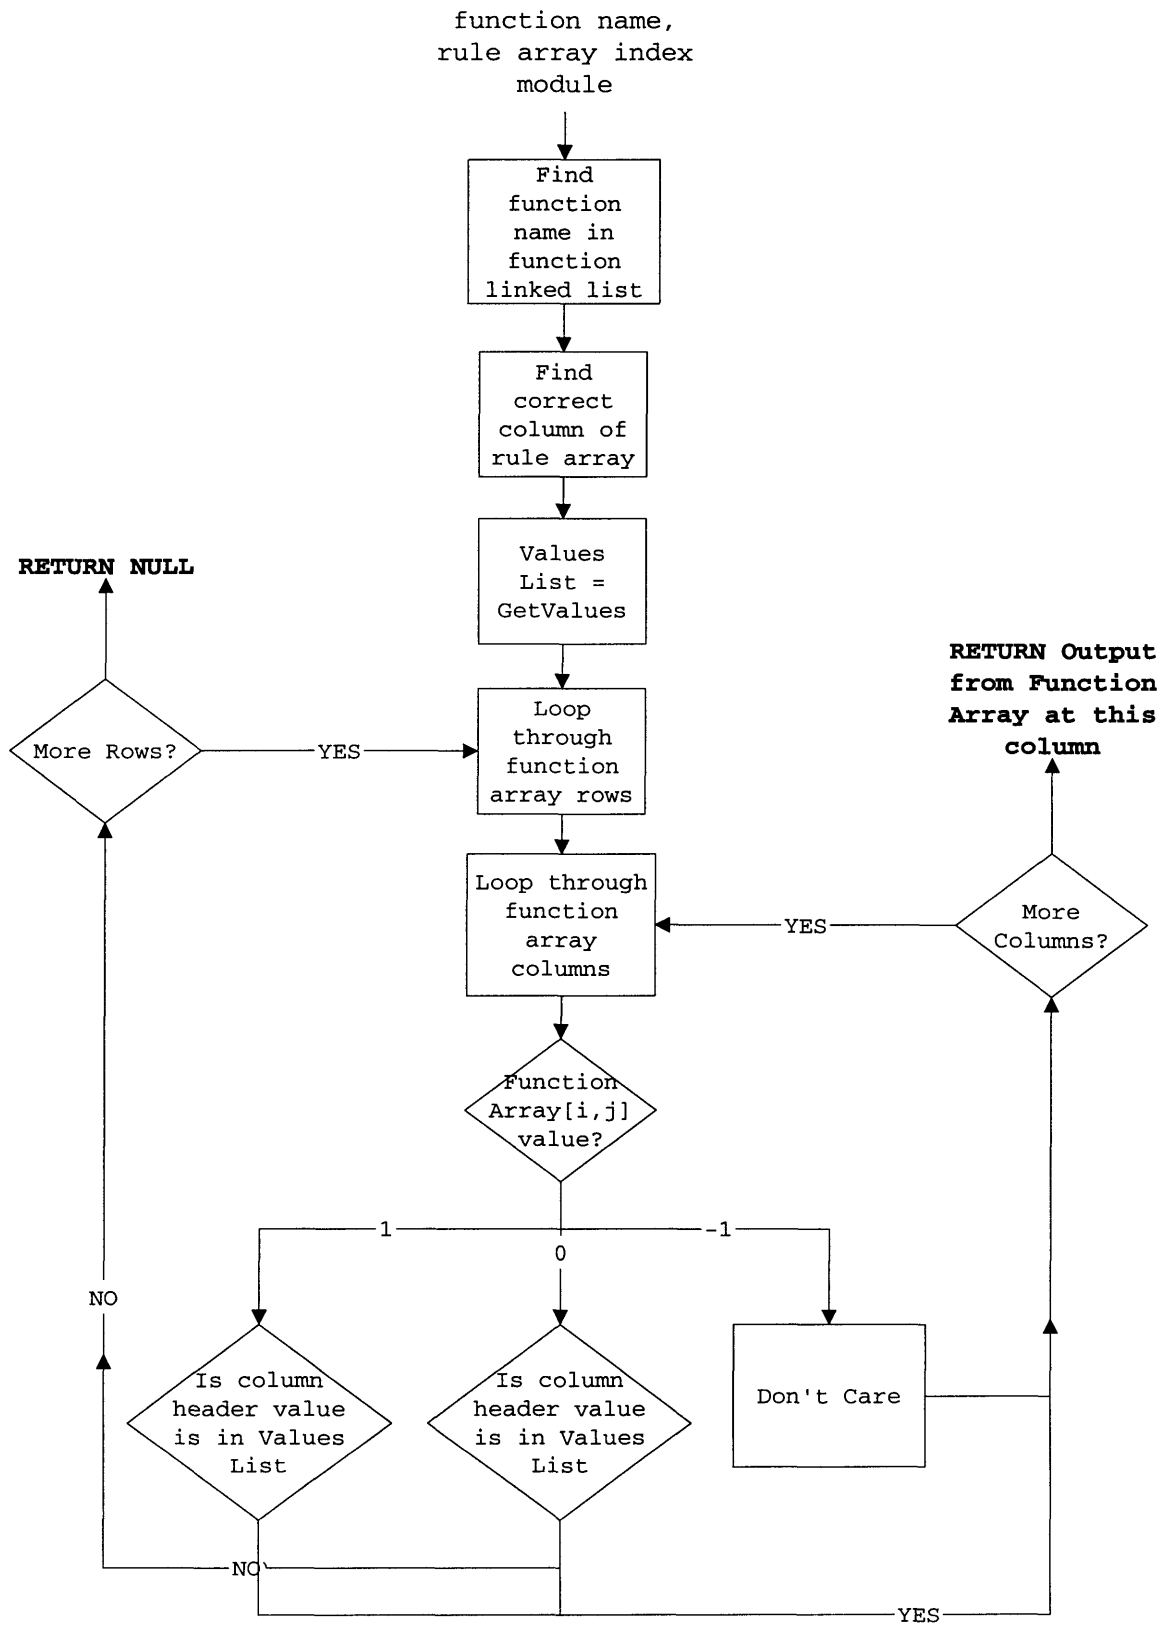 function name,
rule array index
module
Find
function
name in
function
linked list
Find
correct
column of
rule array
Values
List =
GetValues
RETURN NULL
RETURN Output
from Function
Array at this
column
Loop
through
function
array rows
More Rows?
YES
Loop through
function
array
columns
YES
More
Columns?
Function
Array[i,j]
value?
1
0
-1
NO
Is column
header value
is in Values
List
Is column
header value
is in Values
List
Don't Care
NO
YES